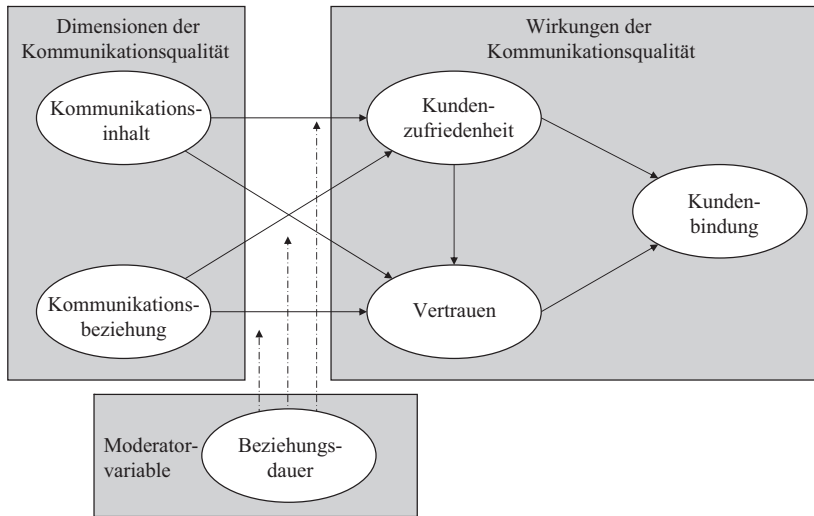 Dimensionen der
Kommunikationsqualität
Wirkungen der
Kommunikationsqualität
Kommunikations-
inhalt
Kunden-
zufriedenheit
Kunden-
bindung
Kommunikations-
beziehung
Vertrauen
Moderator-
variable
Beziehungs-
dauer